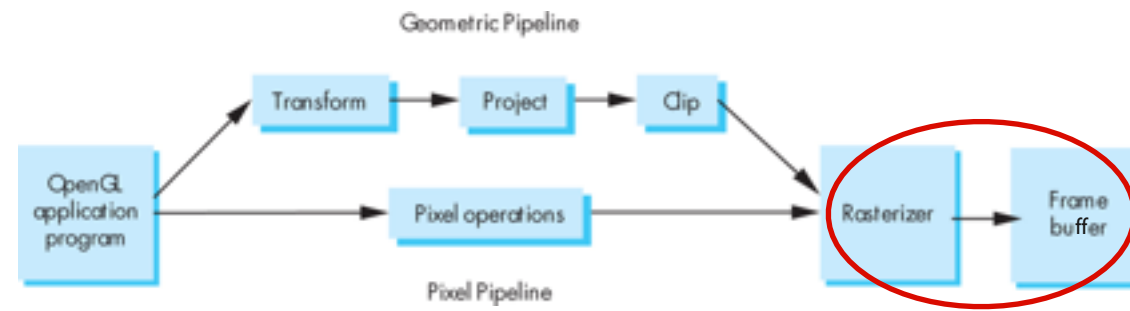 Geometric Pipeline
Transform
Project
Clip
OpenGL
application
program
Pixel operations
Rasterizer
Frame
buffer
Pixel Pipeline